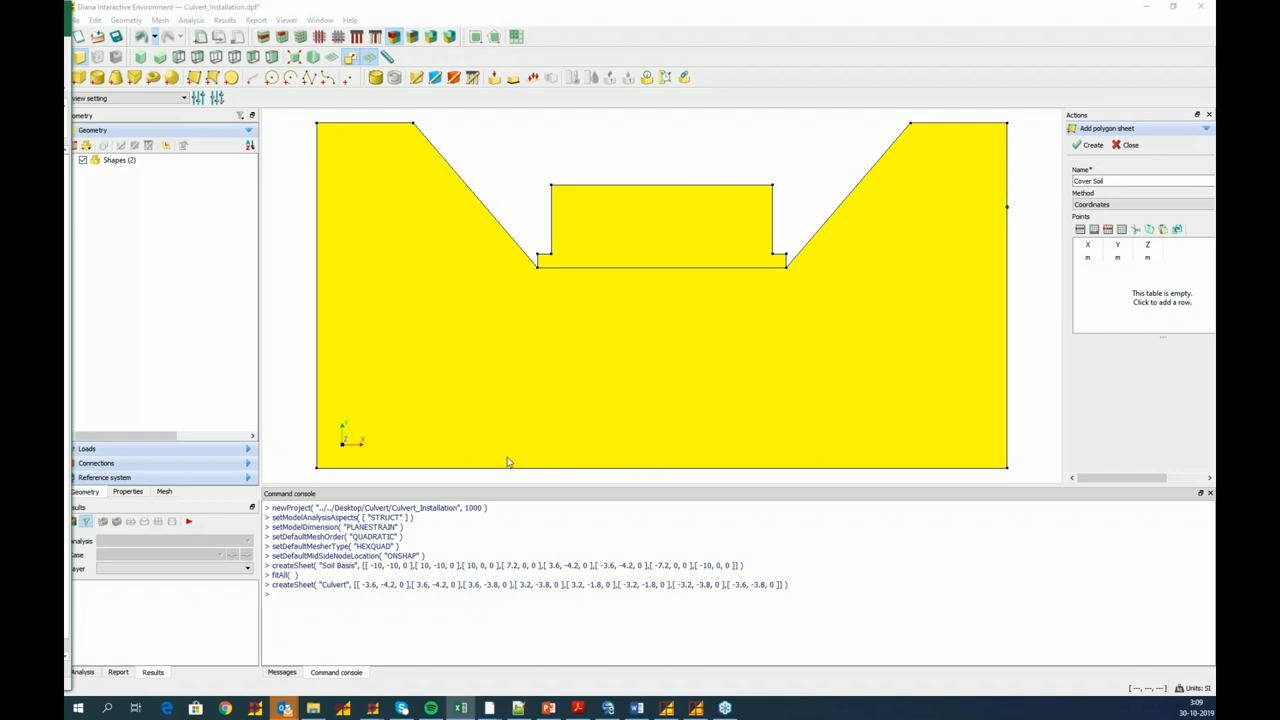 Diana Interactive Environment — Culvert_Installation.dpf*
Edit Geometry Mesh Analysis Results Report Viewer Window Help
view setting
ometry
Geometry
Shapes (2)
Loads
Connections
Reference system
Geometry Properties Mesh
sults
Analysis
Case
ayer
Analysis Report Results
Y
Z X
Actions
Add polygon sheet
Create Close
Name*
Cover Soil
Method
Coordinates
Points
X Y Z
m m m
This table is empty.
Click to add a row.
Command console
> newProject( "../../Desktop/Culvert/Culvert_Installation", 1000 )
> setModelAnalysisAspects( [ "STRUCT" ] )
> setModelDimension( "PLANESTRAIN" )
> setDefaultMeshOrder( "QUADRATIC" )
> setDefaultMesherType( "HEXQUAD" )
> setDefaultMidSideNodeLocation( "ONSHAP" )
> createSheet( "Soil Basis", [[ -10, -10, 0 ],[ 10, -10, 0 ],[ 10, 0, 0 ],[ 7.2, 0, 0 ],[ 3.6, -4.2, 0 ],[ -3.6, -4.2, 0 ],[ -7.2, 0, 0 ],[ -10, 0, 0 ]] )
> fitAll( )
> createSheet( "Culvert", [[ -3.6, -4.2, 0 ],[ 3.6, -4.2, 0 ],[ 3.6, -3.8, 0 ],[ 3.2, -3.8, 0 ],[ 3.2, -1.8, 0 ],[ -3.2, -1.8, 0 ],[ -3.2, -3.8, 0 ],[ -3.6, -3.8, 0 ]] )
>
Messages Command console
[ ---, ---, --- ] Units: SI
3:09
30-10-2019